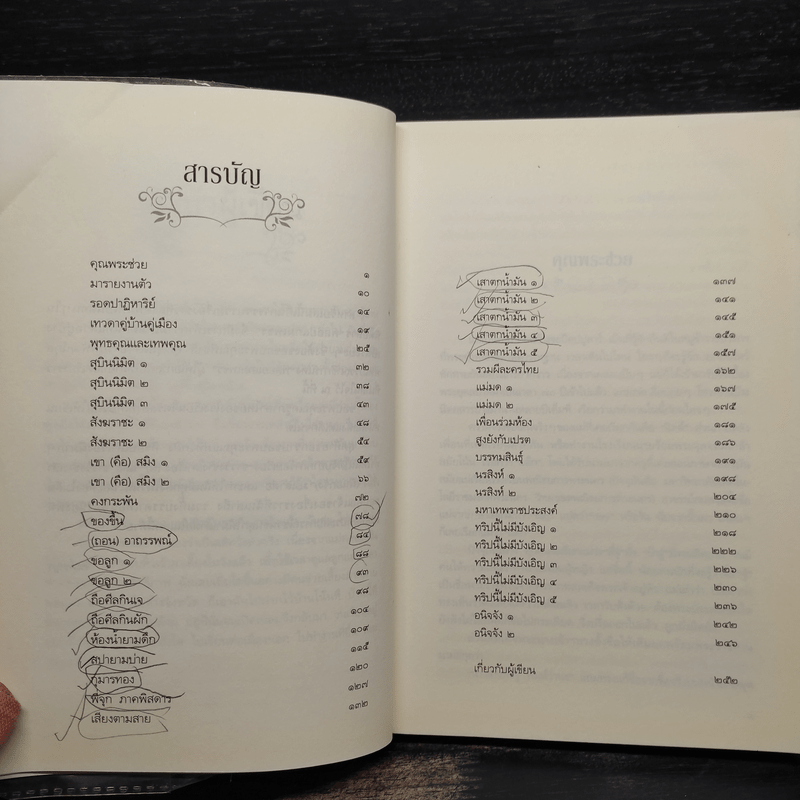 สารบัญ
คุณพระช่วย ๑
มารายงานตัว ๑๐
รอดปาฏิหาริย์ ๑๔
เทวดาคู่บ้านคู่เมือง ๑๙
พุทธคุณและเทพคุณ ๒๕
สุบินนิมิต ๑ ๓๒
สุบินนิมิต ๒ ๓๘
สุบินนิมิต ๓ ๔๓
สังฆราชะ ๑ ๔๘
สังฆราชะ ๒ ๕๔
เขา (คือ) สมิง ๑ ๕๙
เขา (คือ) สมิง ๒ ๖๖
คงกระพัน ๗๒
ของขึ้น ๗๘
(ถอน) อาถรรพณ์ ๘๔
ขอลูก ๑ ๘๘
ขอลูก ๒ ๙๓
ถือศีลกินเจ ๙๘
ถือศีลกินผัก ๑๐๔
ห้องน้ำยามดึก ๑๐๙
สปายามบ่าย ๑๑๕
กุมารทอง ๑๒๐
พี่จุก ภาคพิสดาร ๑๒๗
เสียงตามสาย ๑๓๒
เสาตกน้ำมัน ๑ ๑๓๗
เสาตกน้ำมัน ๒ ๑๔๑
เสาตกน้ำมัน ๓ ๑๔๕
เสาตกน้ำมัน ๔ ๑๕๑
เสาตกน้ำมัน ๕ ๑๕๗
รวมผีละครไทย ๑๖๒
แม่มด ๑ ๑๖๗
แม่มด ๒ ๑๗๕
เพื่อนร่วมห้อง ๑๘๑
สูงยังกับเปรต ๑๘๖
บรรทมสินธุ์ ๑๙๑
นรสิงห์ ๑ ๑๙๘
นรสิงห์ ๒ ๒๐๔
มหาเทพราชประสงค์ ๒๑๐
ทริปนี้ไม่มีบังเอิญ ๑ ๒๑๘
ทริปนี้ไม่มีบังเอิญ ๒ ๒๒๒
ทริปนี้ไม่มีบังเอิญ ๓ ๒๒๖
ทริปนี้ไม่มีบังเอิญ ๔ ๒๓๐
ทริปนี้ไม่มีบังเอิญ ๕ ๒๓๖
อนิจจัง ๑ ๒๔๒
อนิจจัง ๒ ๒๔๖
เกี่ยวกับผู้เขียน ๒๕๒